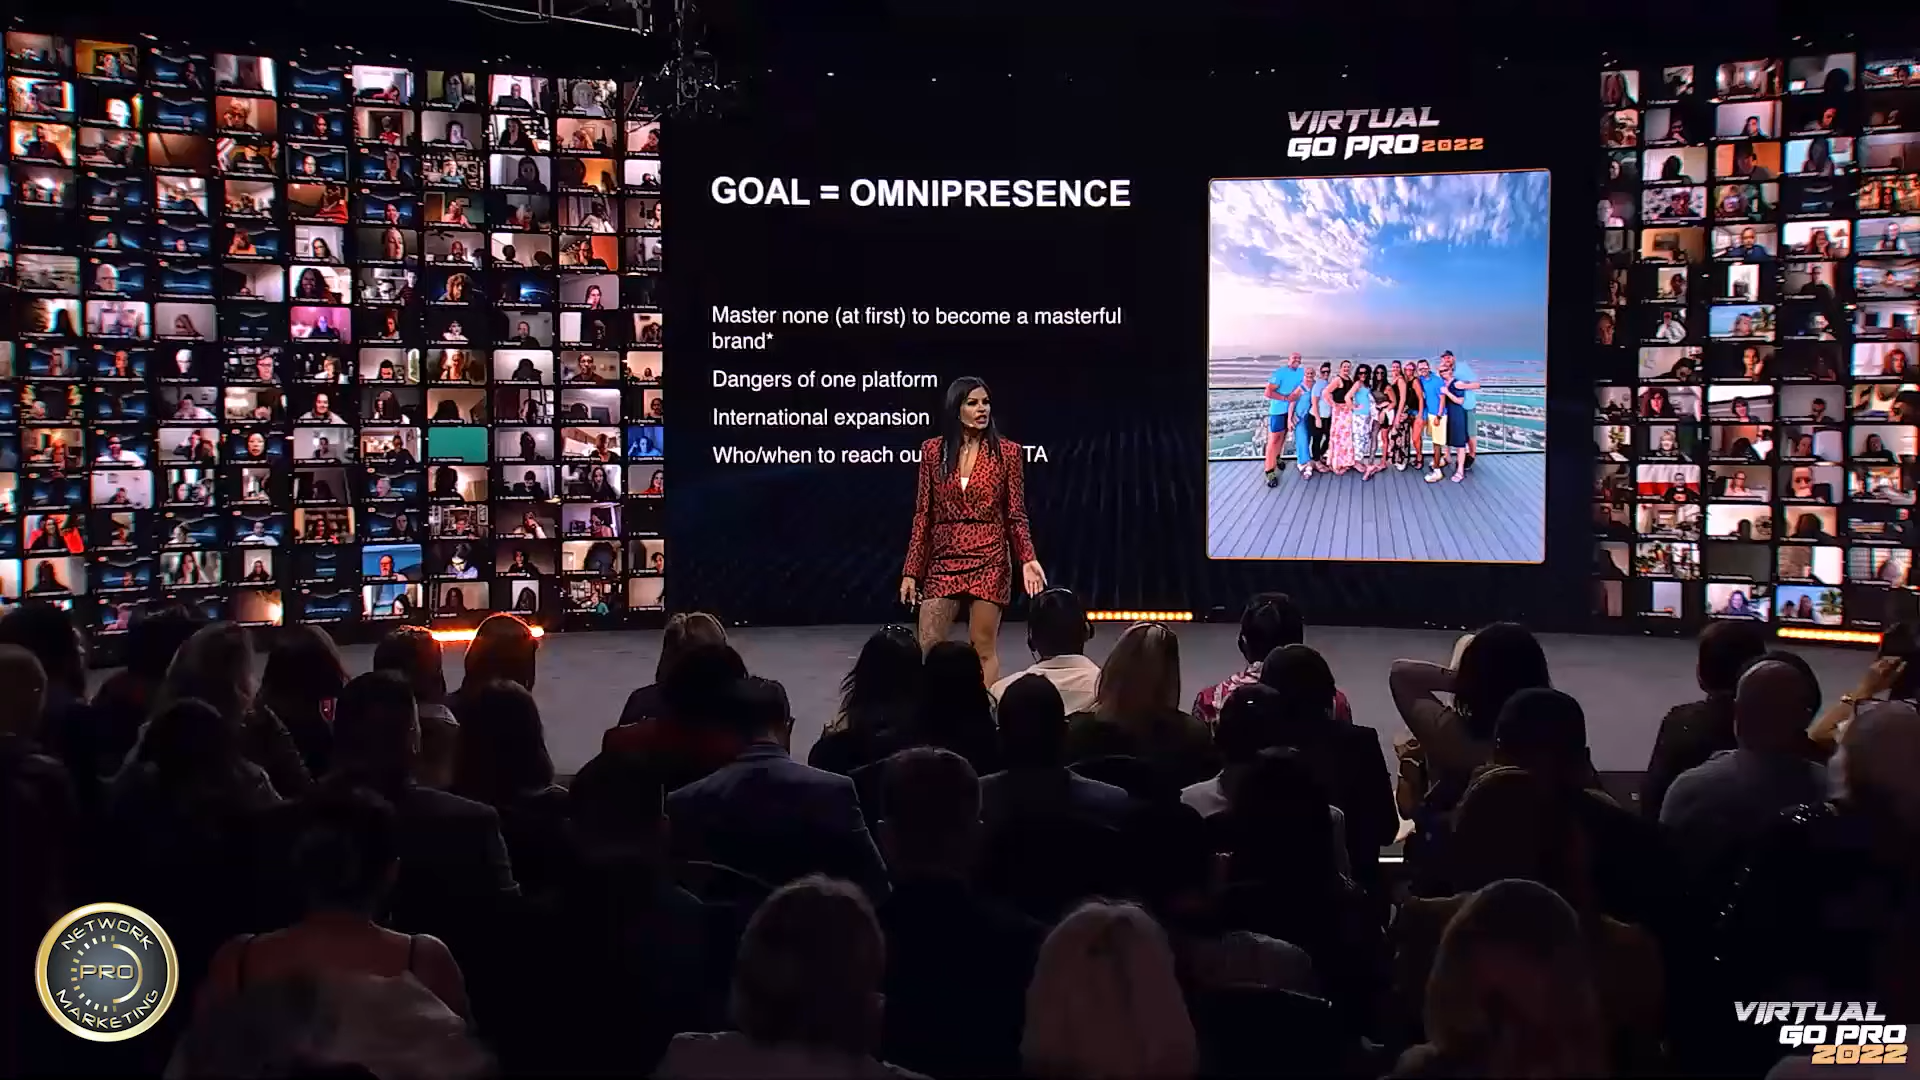 VIRTUAL
GO PRO 2022
GOAL = OMNIPRESENCE
Master none (at first) to become a masterful
brand*
Dangers of one platform
International expansion
Who/when to reach ou TA
NETWORK
PRO
MARKETING
VIRTUAL
GO PRO
2022